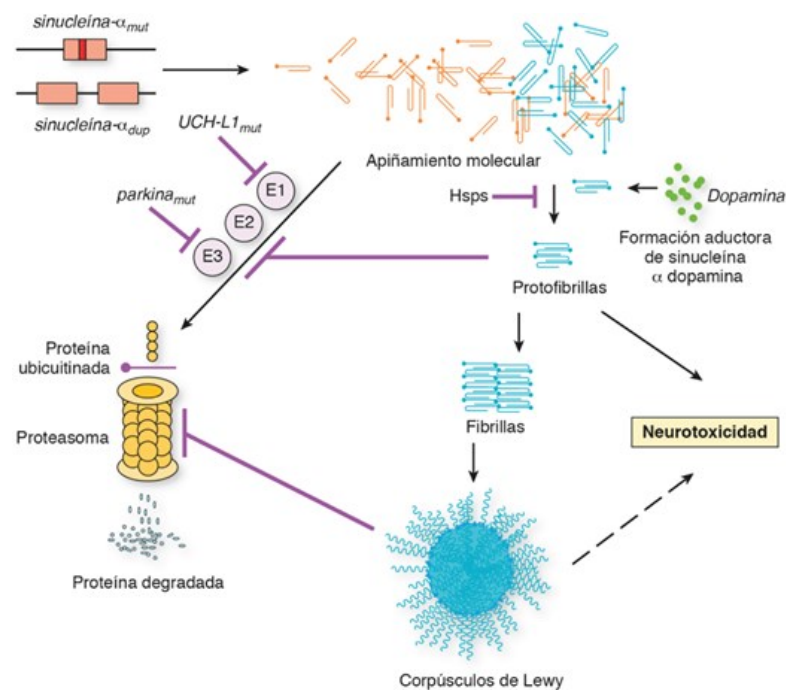 sinucleína-αmut
sinucleína-αdup
UCH-L1mut
parkinamut
E1
E2
E3
Apiñamiento molecular
Hsps
Dopamina
Formación aductora
de sinucleína
α dopamina
Protofibrillas
Proteína
ubicuitinada
Proteasoma
Fibrillas
Neurotoxicidad
Proteína degradada
Corpúsculos de Lewy